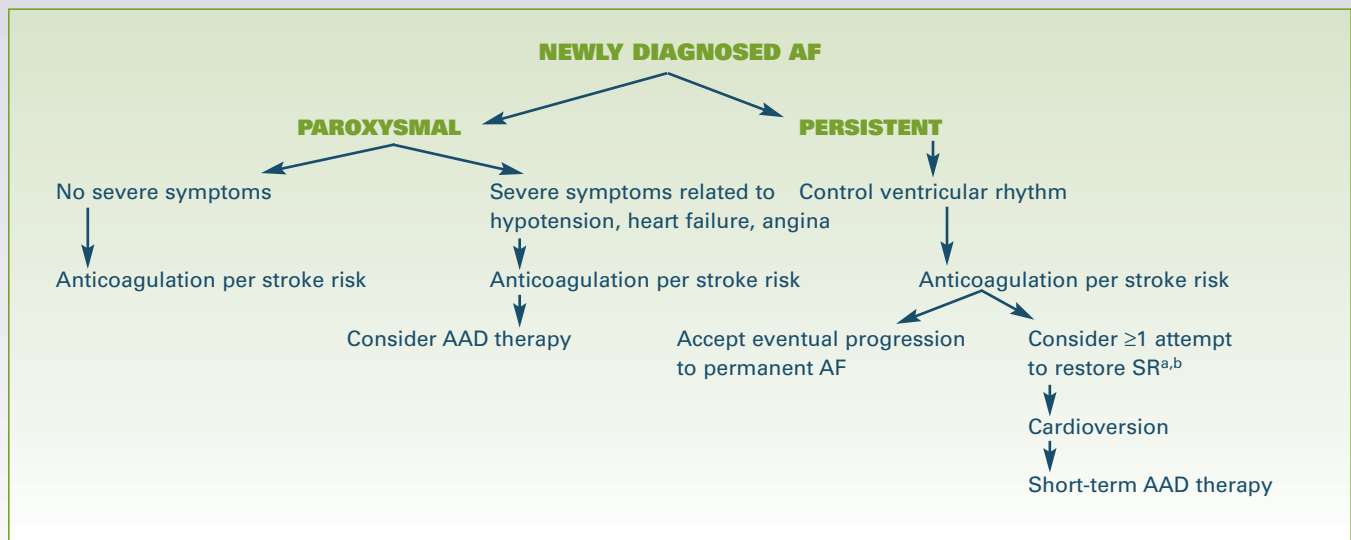 NEWLY DIAGNOSED AF
PAROXYSMAL
PERSISTENT
No severe symptoms
Severe symptoms related to
hypotension, heart failure, angina
Control ventricular rhythm
Anticoagulation per stroke risk
Anticoagulation per stroke risk
Anticoagulation per stroke risk
Consider AAD therapy
Accept eventual progression
to permanent AF
Consider ≥1 attempt
to restore SRa,b
Cardioversion
Short-term AAD therapy